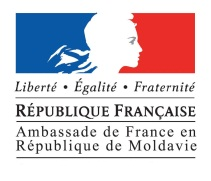 Liberté • Égalité • Fraternité
RÉPUBLIQUE FRANÇAISE
Ambassade de France en
République de Moldavie